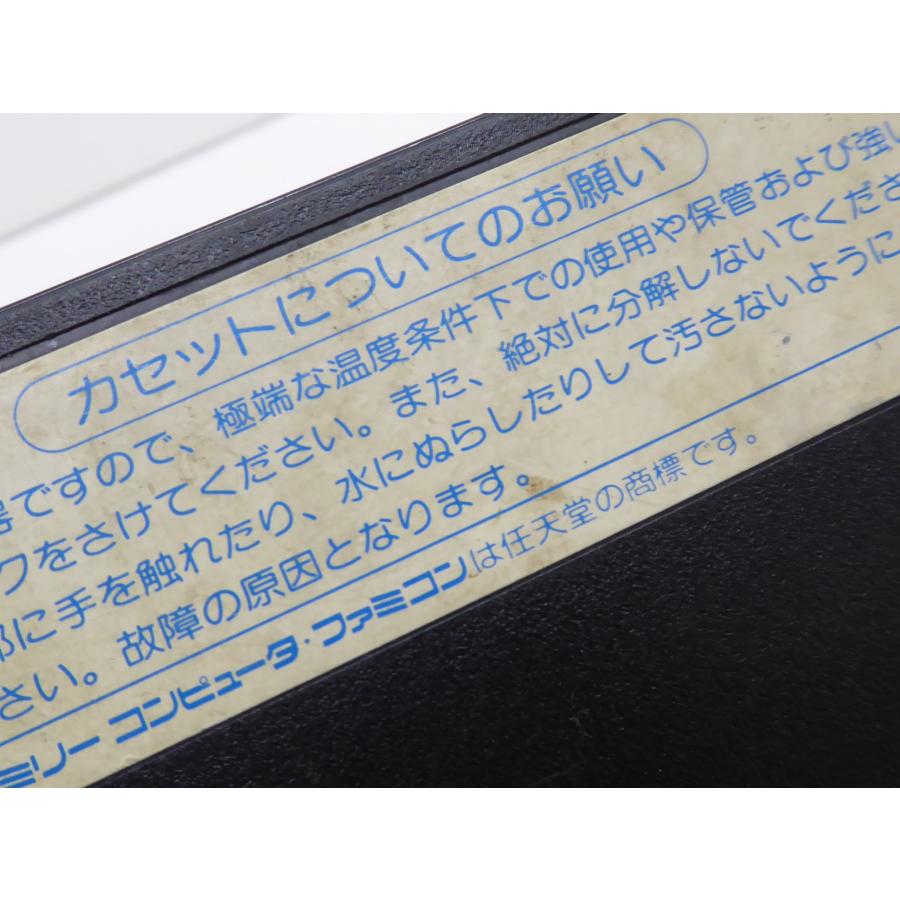 カセットについてのお願い
器ですので、極端な温度条件下での使用や保管および強い
クをさけてください。また、絶対に分解しないでくださ
部に手を触れたり、水にぬらしたりして汚さないように
さい。故障の原因となります。
ミリーコンピュータ・ファミコンは任天堂の商標です。